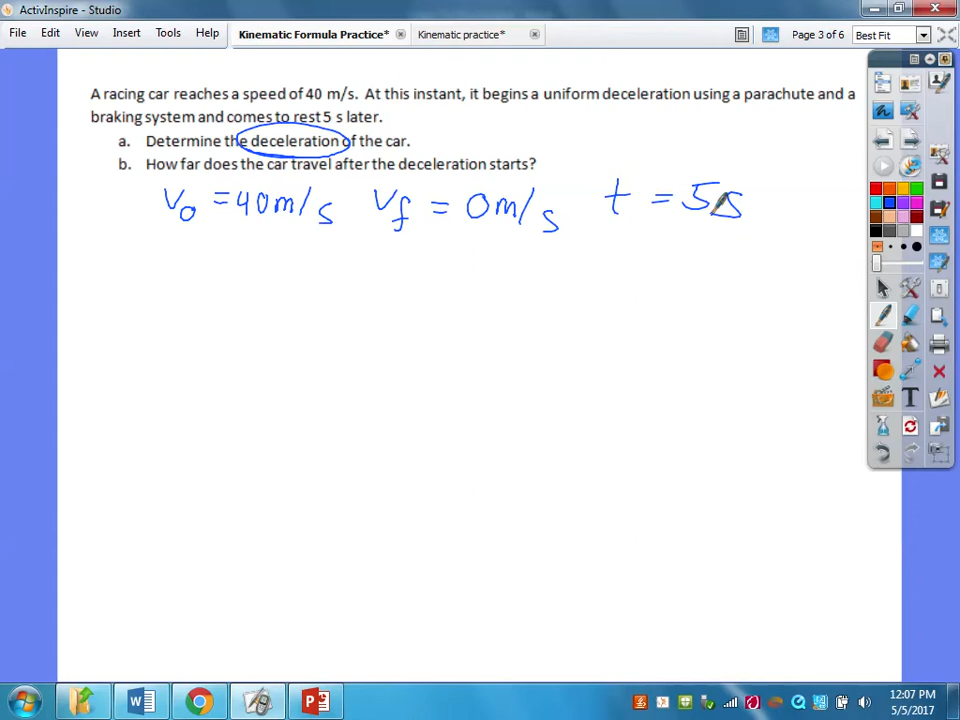 ActivInspire - Studio
File Edit View Insert Tools Help Kinematic Formula Practice* Kinematic practice* Page 3 of 6 Best Fit
A racing car reaches a speed of 40 m/s. At this instant, it begins a uniform deceleration using a parachute and a
braking system and comes to rest 5 s later.
a. Determine the deceleration of the car.
b. How far does the car travel after the deceleration starts?
v₀ = 40m/s vf = 0m/s t = 5s
12:07 PM
5/5/2017